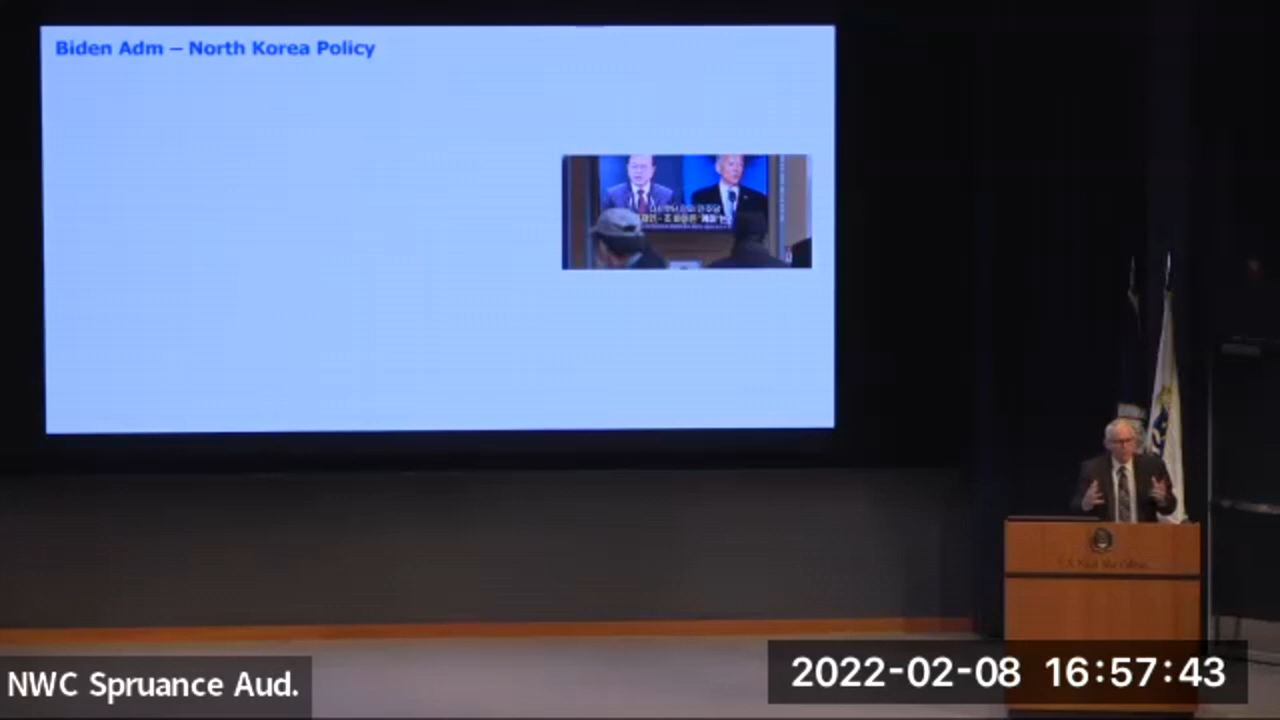 Biden Adm – North Korea Policy
NWC Spruance Aud.
2022-02-08 16:57:43